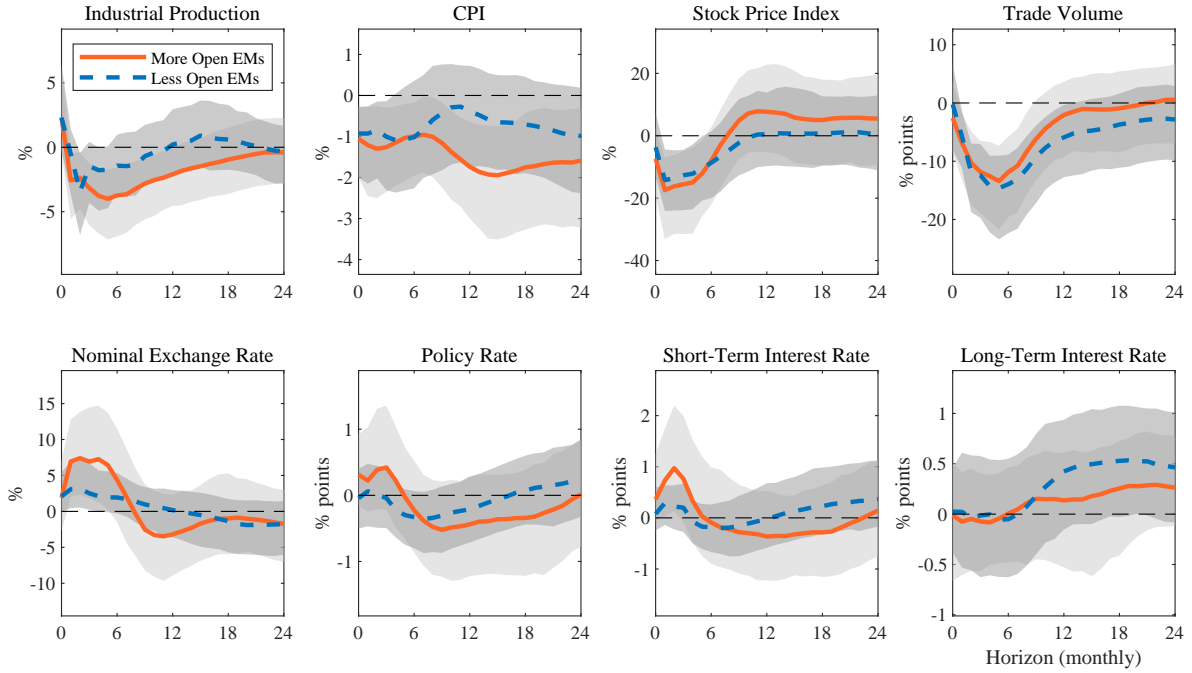 Industrial Production
CPI
Stock Price Index
Trade Volume
More Open EMs
Less Open EMs
%
5
0
-5
0 6 12 18 24
%
1
0
-1
-2
-3
-4
0 6 12 18 24
%
20
0
-20
-40
0 6 12 18 24
% points
10
0
-10
-20
0 6 12 18 24
Nominal Exchange Rate
Policy Rate
Short-Term Interest Rate
Long-Term Interest Rate
%
15
10
5
0
-5
-10
0 6 12 18 24
% points
1
0
-1
0 6 12 18 24
% points
2
1
0
-1
0 6 12 18 24
% points
1
0.5
0
-0.5
-1
0 6 12 18 24
Horizon (monthly)